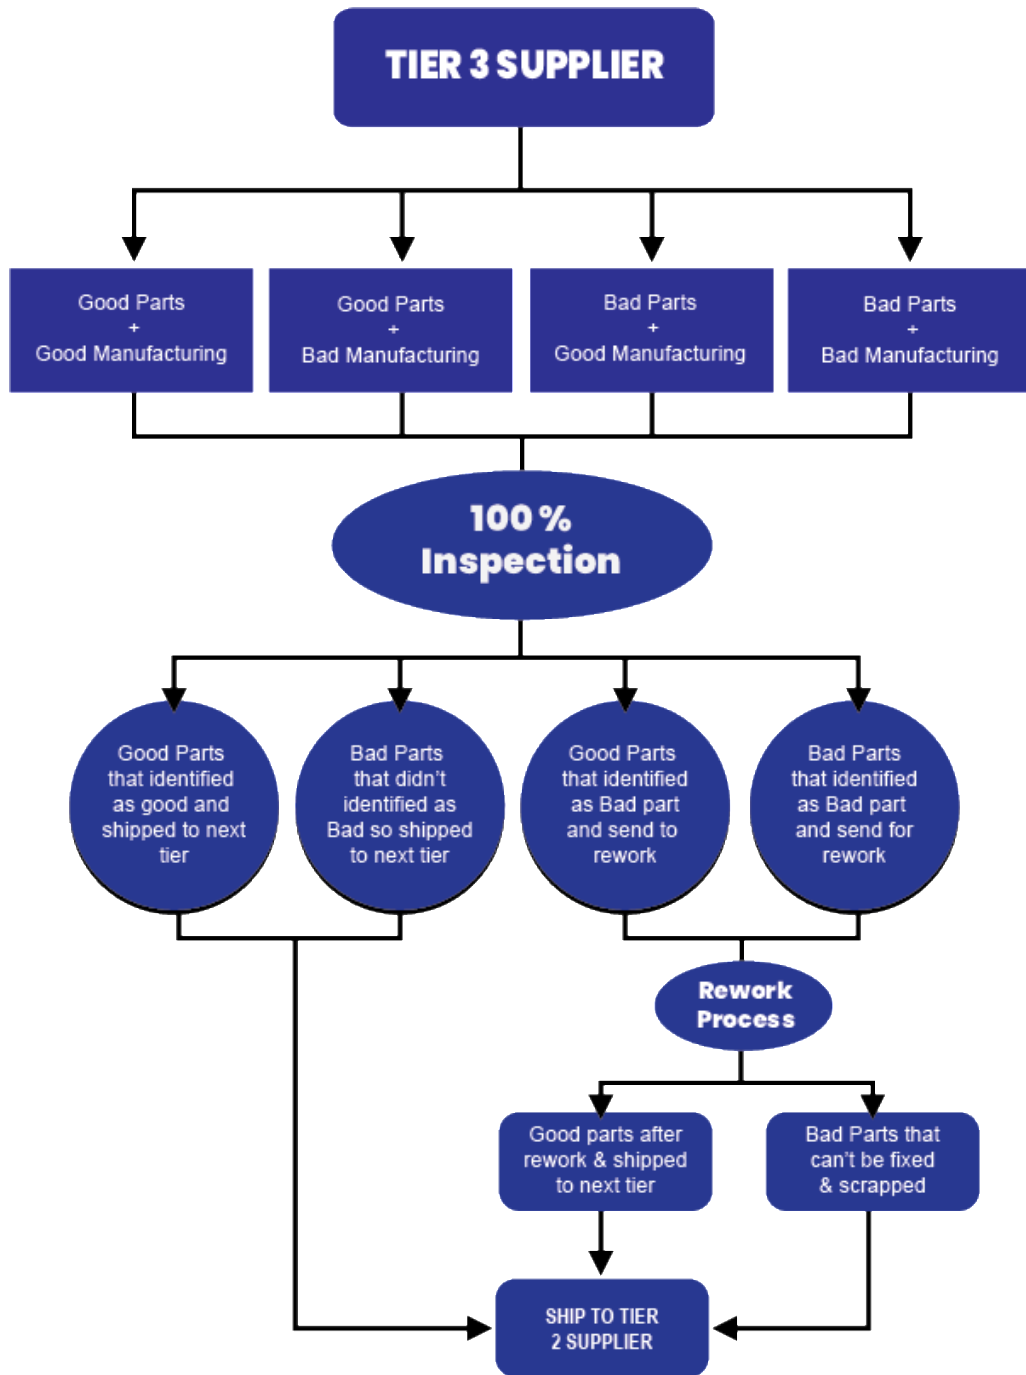 TIER 3 SUPPLIER
Good Parts
+
Good Manufacturing
Good Parts
+
Bad Manufacturing
Bad Parts
+
Good Manufacturing
Bad Parts
+
Bad Manufacturing
100 %
Inspection
Good Parts
that identified
as good and
shipped to next
tier
Bad Parts
that didn't
identified as
Bad so shipped
to next tier
Good Parts
that identified
as Bad part
and send to
rework
Bad Parts
that identified
as Bad part
and send for
rework
Rework
Process
Good parts after
rework & shipped
to next tier
Bad Parts that
can't be fixed
& scrapped
SHIP TO TIER
2 SUPPLIER